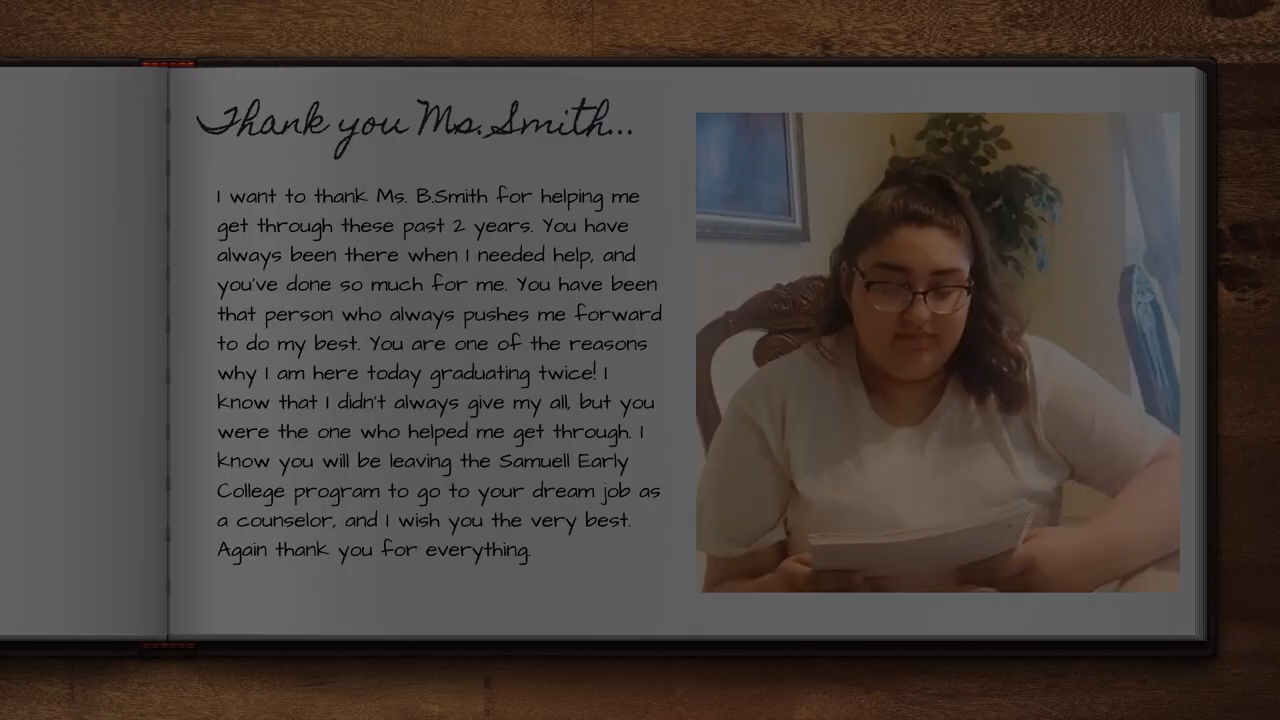 Thank you Ms. Smith...
I want to thank Ms. B.Smith for helping me
get through these past 2 years. You have
always been there when I needed help, and
you've done so much for me. You have been
that person who always pushes me forward
to do my best. You are one of the reasons
why I am here today graduating twice! I
know that I didn't always give my all, but you
were the one who helped me get through. I
know you will be leaving the Samuell Early
College program to go to your dream job as
a counselor, and I wish you the very best.
Again thank you for everything.